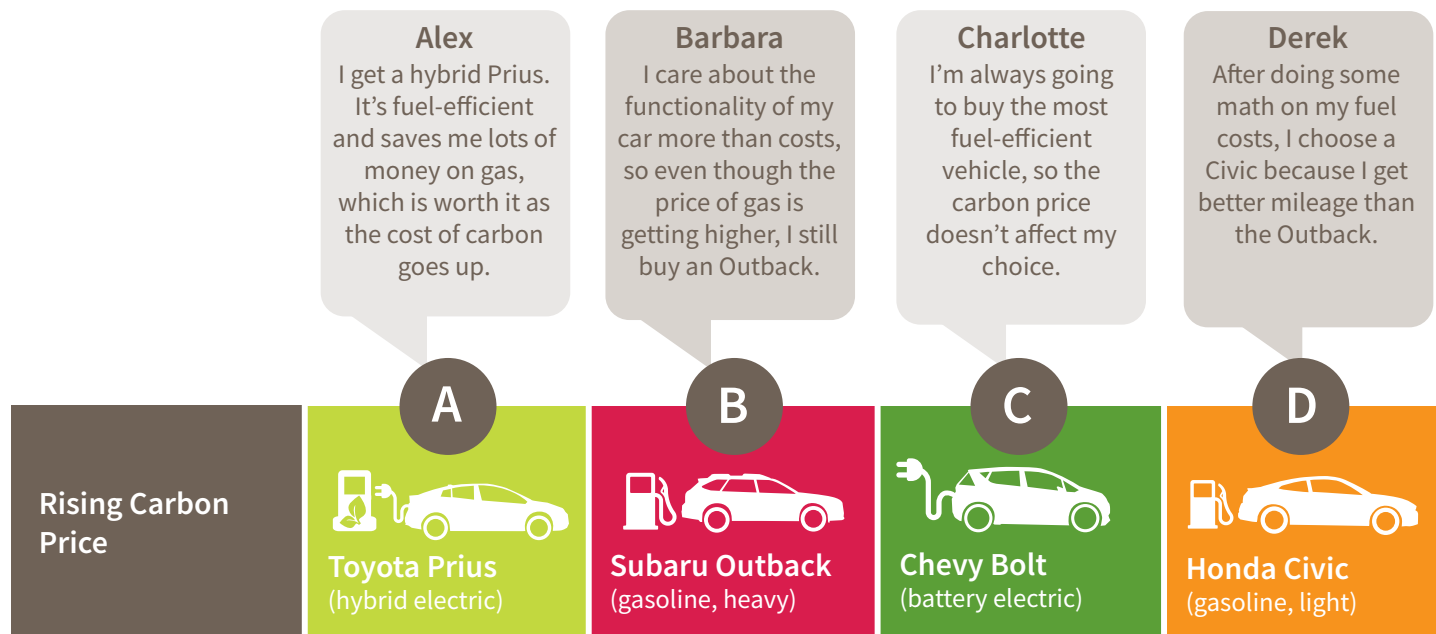 Alex
I get a hybrid Prius.
It’s fuel-efficient
and saves me lots of
money on gas,
which is worth it as
the cost of carbon
goes up.
Barbara
I care about the
functionality of my
car more than costs,
so even though the
price of gas is
getting higher, I still
buy an Outback.
Charlotte
I’m always going
to buy the most
fuel-efficient
vehicle, so the
carbon price
doesn’t affect my
choice.
Derek
After doing some
math on my fuel
costs, I choose a
Civic because I get
better mileage than
the Outback.
A
B
C
D
Rising Carbon
Price
Toyota Prius
(hybrid electric)
Subaru Outback
(gasoline, heavy)
Chevy Bolt
(battery electric)
Honda Civic
(gasoline, light)